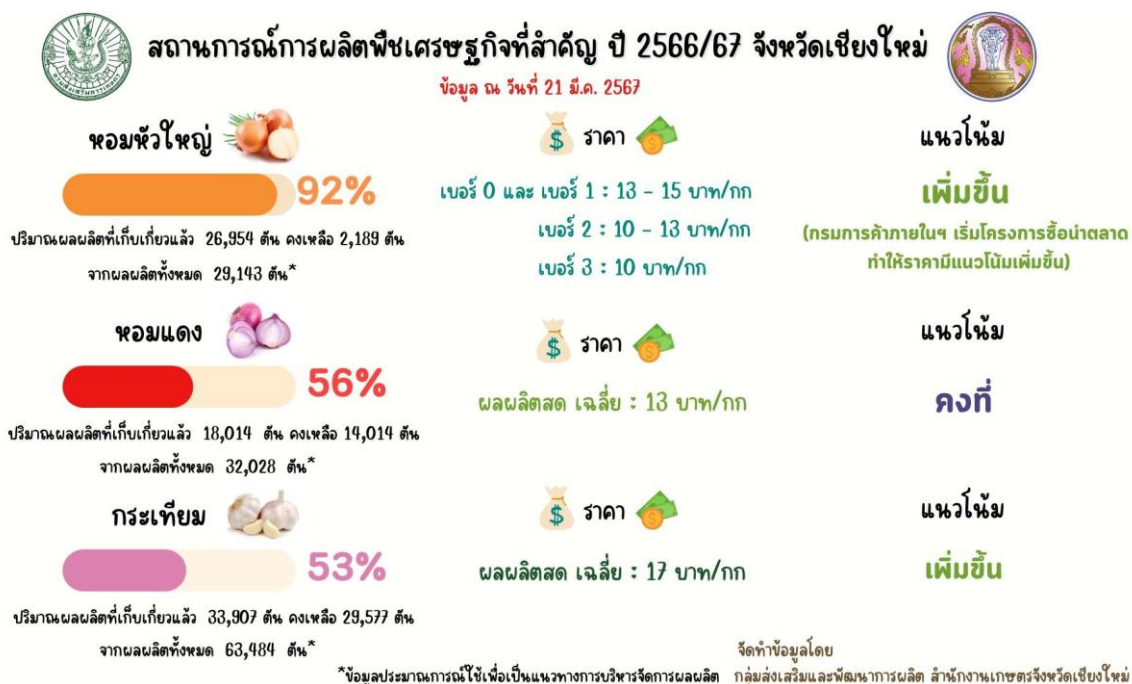 สถานการณ์การผลิตพืชเศรษฐกิจที่สำคัญ ปี 2566/67 จังหวัดเชียงใหม่
ข้อมูล ณ วันที่ 21 มี.ค. 2567
หอมหัวใหญ่
92%
ปริมาณผลผลิตที่เก็บเกี่ยวแล้ว 26,954 ตัน คงเหลือ 2,189 ตัน
จากผลผลิตทั้งหมด 29,143 ตัน*
ราคา
เบอร์ 0 และ เบอร์ 1 : 13 - 15 บาท/กก
เบอร์ 2 : 10 - 13 บาท/กก
เบอร์ 3 : 10 บาท/กก
แนวโน้ม
เพิ่มขึ้น
(กรมการค้าภายในฯ เริ่มโครงการซื้อนำตลาด
ทำให้ราคามีแนวโน้มเพิ่มขึ้น)
หอมแดง
56%
ปริมาณผลผลิตที่เก็บเกี่ยวแล้ว 18,014 ตัน คงเหลือ 14,014 ตัน
จากผลผลิตทั้งหมด 32,028 ตัน*
ราคา
ผลผลิตสด เฉลี่ย : 13 บาท/กก
แนวโน้ม
คงที่
กระเทียม
53%
ปริมาณผลผลิตที่เก็บเกี่ยวแล้ว 33,907 ตัน คงเหลือ 29,577 ตัน
จากผลผลิตทั้งหมด 63,484 ตัน*
ราคา
ผลผลิตสด เฉลี่ย : 17 บาท/กก
แนวโน้ม
เพิ่มขึ้น
*ข้อมูลประมาณการณ์ใช้เพื่อเป็นแนวทางการบริหารจัดการผลผลิต
จัดทำข้อมูลโดย
กลุ่มส่งเสริมและพัฒนาการผลิต สำนักงานเกษตรจังหวัดเชียงใหม่